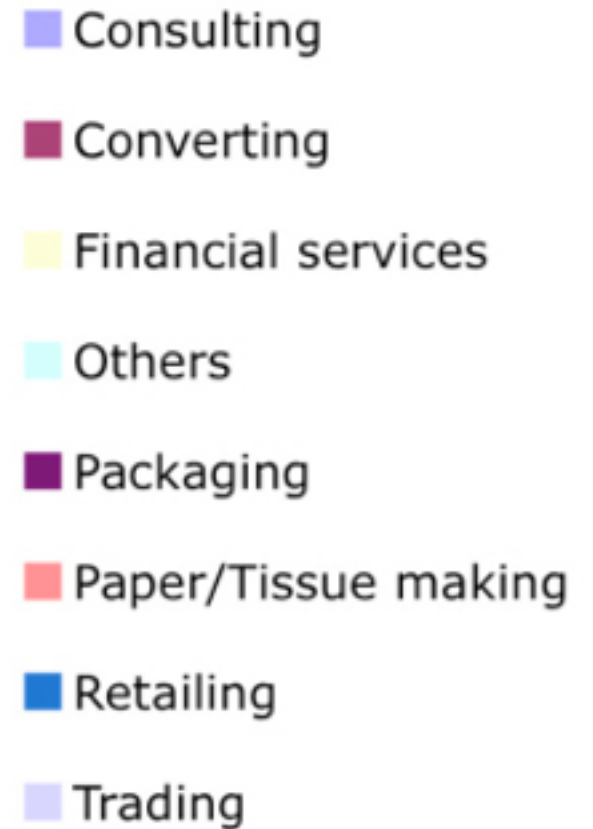 Consulting
Converting
Financial services
Others
Packaging
Paper/Tissue making
Retailing
Trading